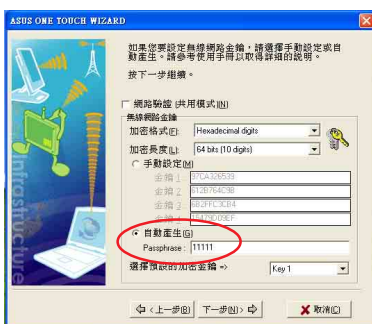 ASUS ONE TOUCH WIZARD
如果您要設定無線網路金鑰，請選擇手動設定或自
動產生。請參考使用手冊以取得詳細的說明。
按下一步繼續。
網路驗證 (共用模式)(N)
無線網路金鑰
加密格式(F): Hexadecimal digits
加密長度(L): 64 bits (10 digits)
手動設定(M)
金鑰 1 97CA326539
金鑰 2 612B764C9B
金鑰 3 6B2FFC3CB4
金鑰 4 15479D09EF
自動產生(G)
Passphrase : 11111
選擇預設的加密金鑰 => Key 1
<上一步(B) 下一步(N)> 取消(C)
Infrastructure